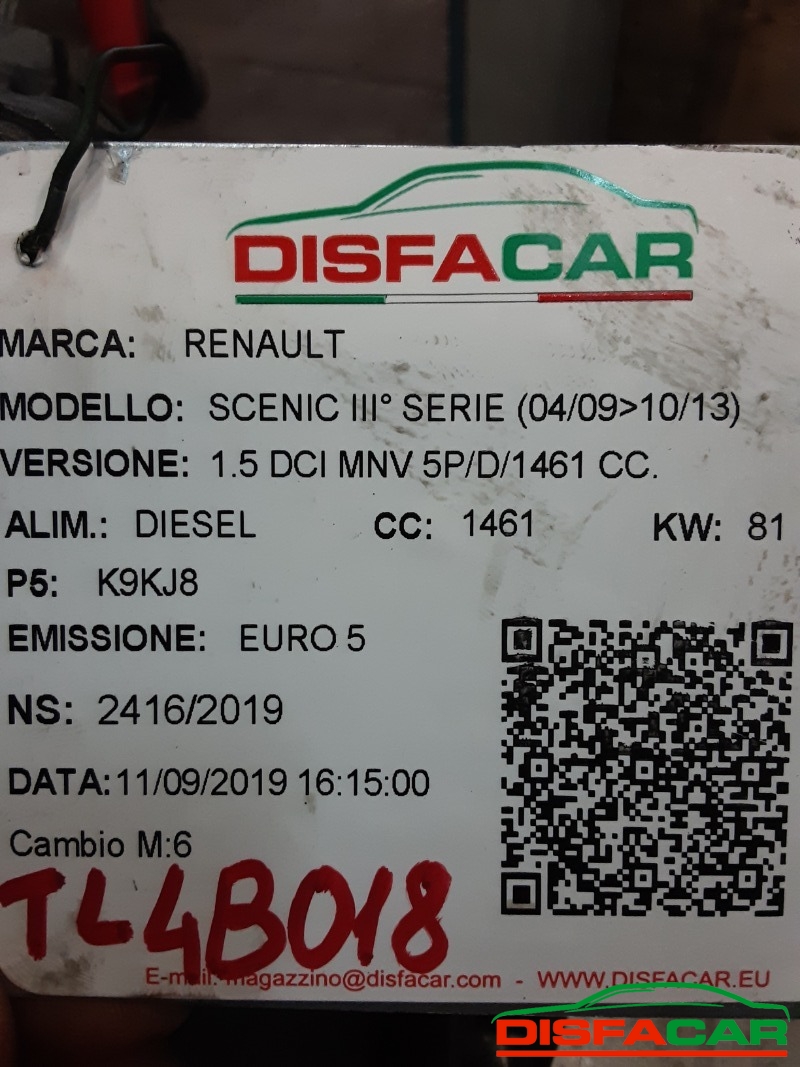 DISFACAR
MARCA: RENAULT
MODELLO: SCENIC III° SERIE (04/09>10/13)
VERSIONE: 1.5 DCI MNV 5P/D/1461 CC.
ALIM.: DIESEL CC: 1461 KW: 81
P5: K9KJ8
EMISSIONE: EURO 5
NS: 2416/2019
DATA: 11/09/2019 16:15:00
Cambio M:6
TL4B018
E-mail: magazzino@disfacar.com - WWW.DISFACAR.EU
DISFACAR